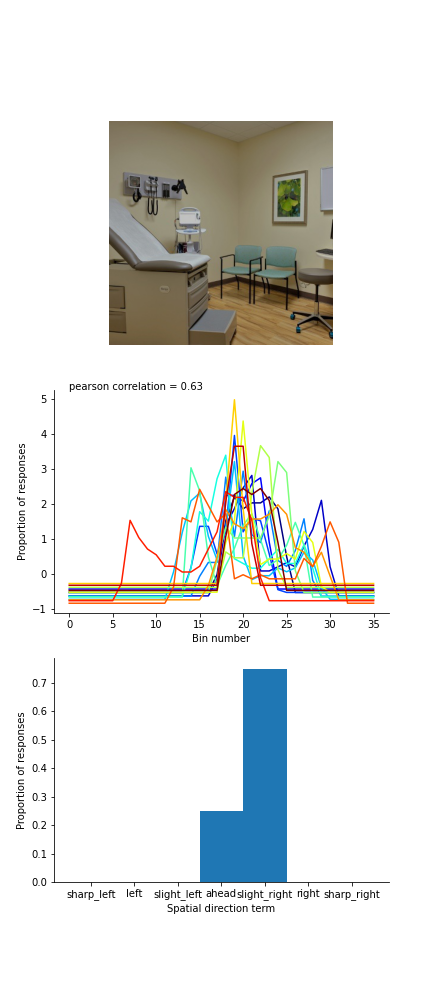 pearson correlation = 0.63
Proportion of responses
5
4
3
2
1
0
−1
0 5 10 15 20 25 30 35
Bin number
Proportion of responses
0.7
0.6
0.5
0.4
0.3
0.2
0.1
0.0
sharp_left left slight_left ahead slight_right right sharp_right
Spatial direction term